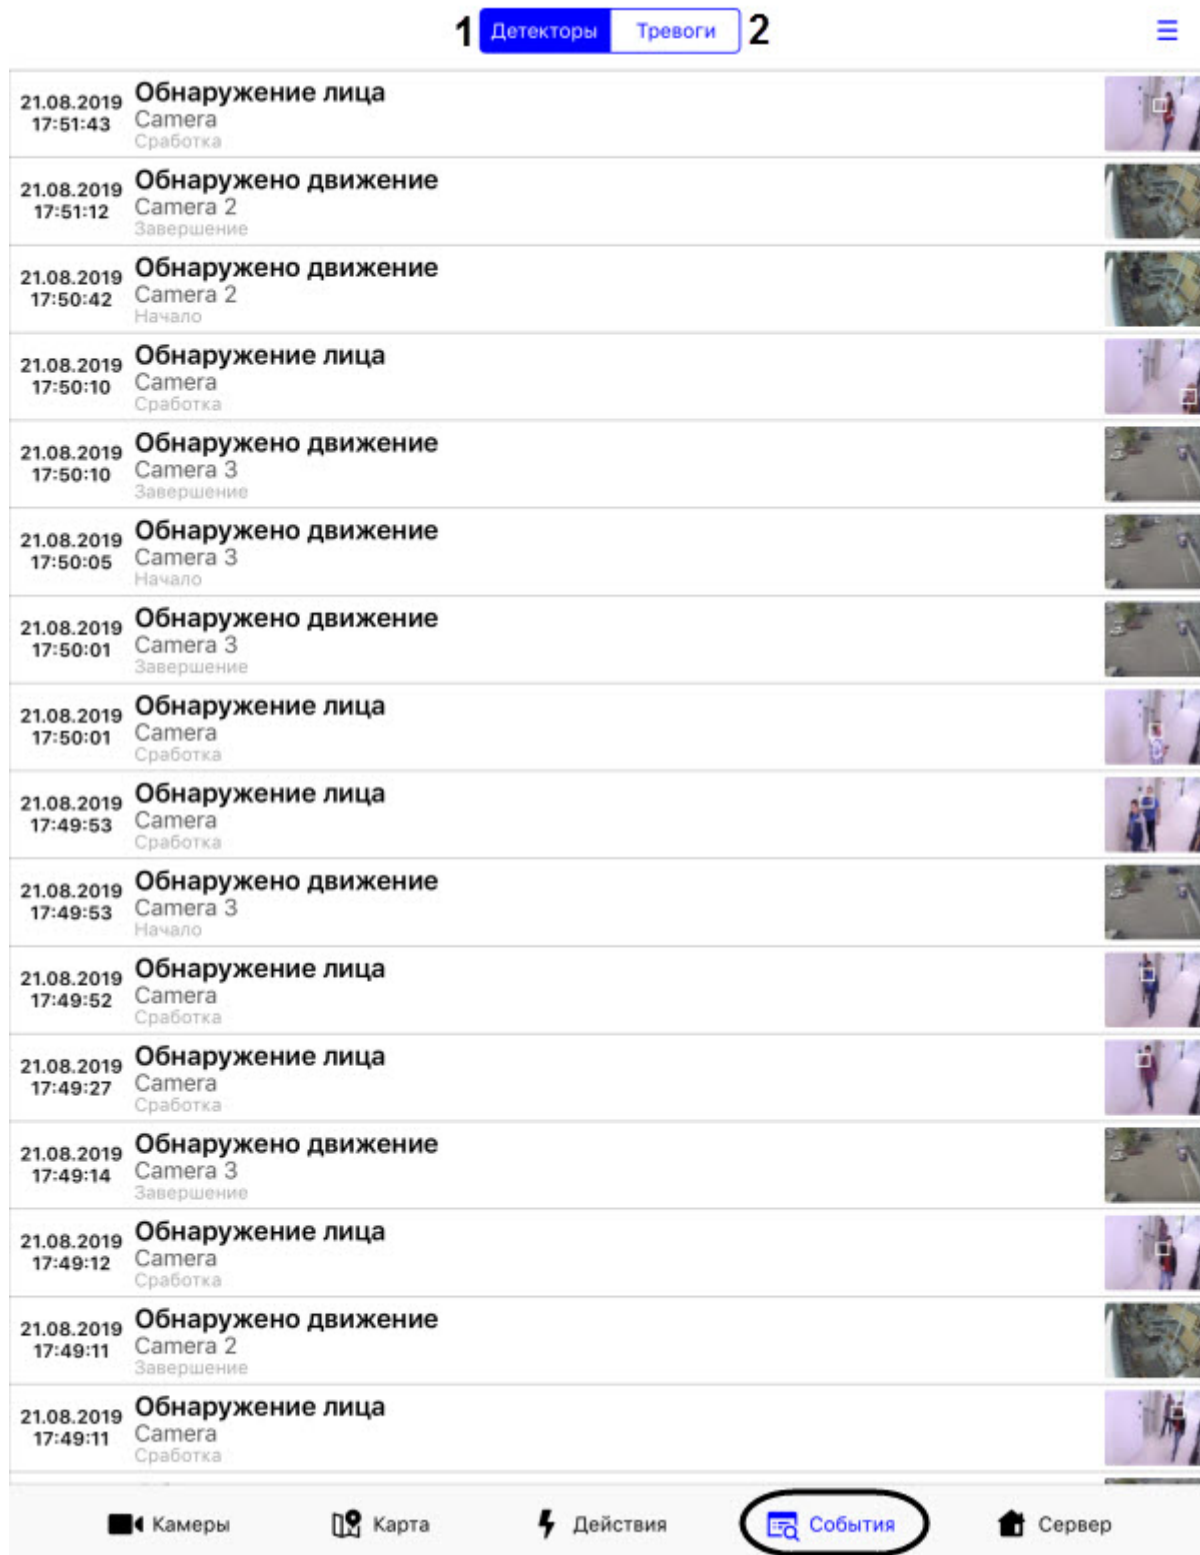 1 Детекторы Тревоги 2
21.08.2019
17:51:43
Обнаружение лица
Camera
Сработка
21.08.2019
17:51:12
Обнаружено движение
Camera 2
Завершение
21.08.2019
17:50:42
Обнаружено движение
Camera 2
Начало
21.08.2019
17:50:10
Обнаружение лица
Camera
Сработка
21.08.2019
17:50:10
Обнаружено движение
Camera 3
Завершение
21.08.2019
17:50:05
Обнаружено движение
Camera 3
Начало
21.08.2019
17:50:01
Обнаружено движение
Camera 3
Завершение
21.08.2019
17:50:01
Обнаружение лица
Camera
Сработка
21.08.2019
17:49:53
Обнаружение лица
Camera
Сработка
21.08.2019
17:49:53
Обнаружено движение
Camera 3
Начало
21.08.2019
17:49:52
Обнаружение лица
Camera
Сработка
21.08.2019
17:49:27
Обнаружение лица
Camera
Сработка
21.08.2019
17:49:14
Обнаружено движение
Camera 3
Завершение
21.08.2019
17:49:12
Обнаружение лица
Camera
Сработка
21.08.2019
17:49:11
Обнаружено движение
Camera 2
Завершение
21.08.2019
17:49:11
Обнаружение лица
Camera
Сработка
Камеры Карта Действия События Сервер